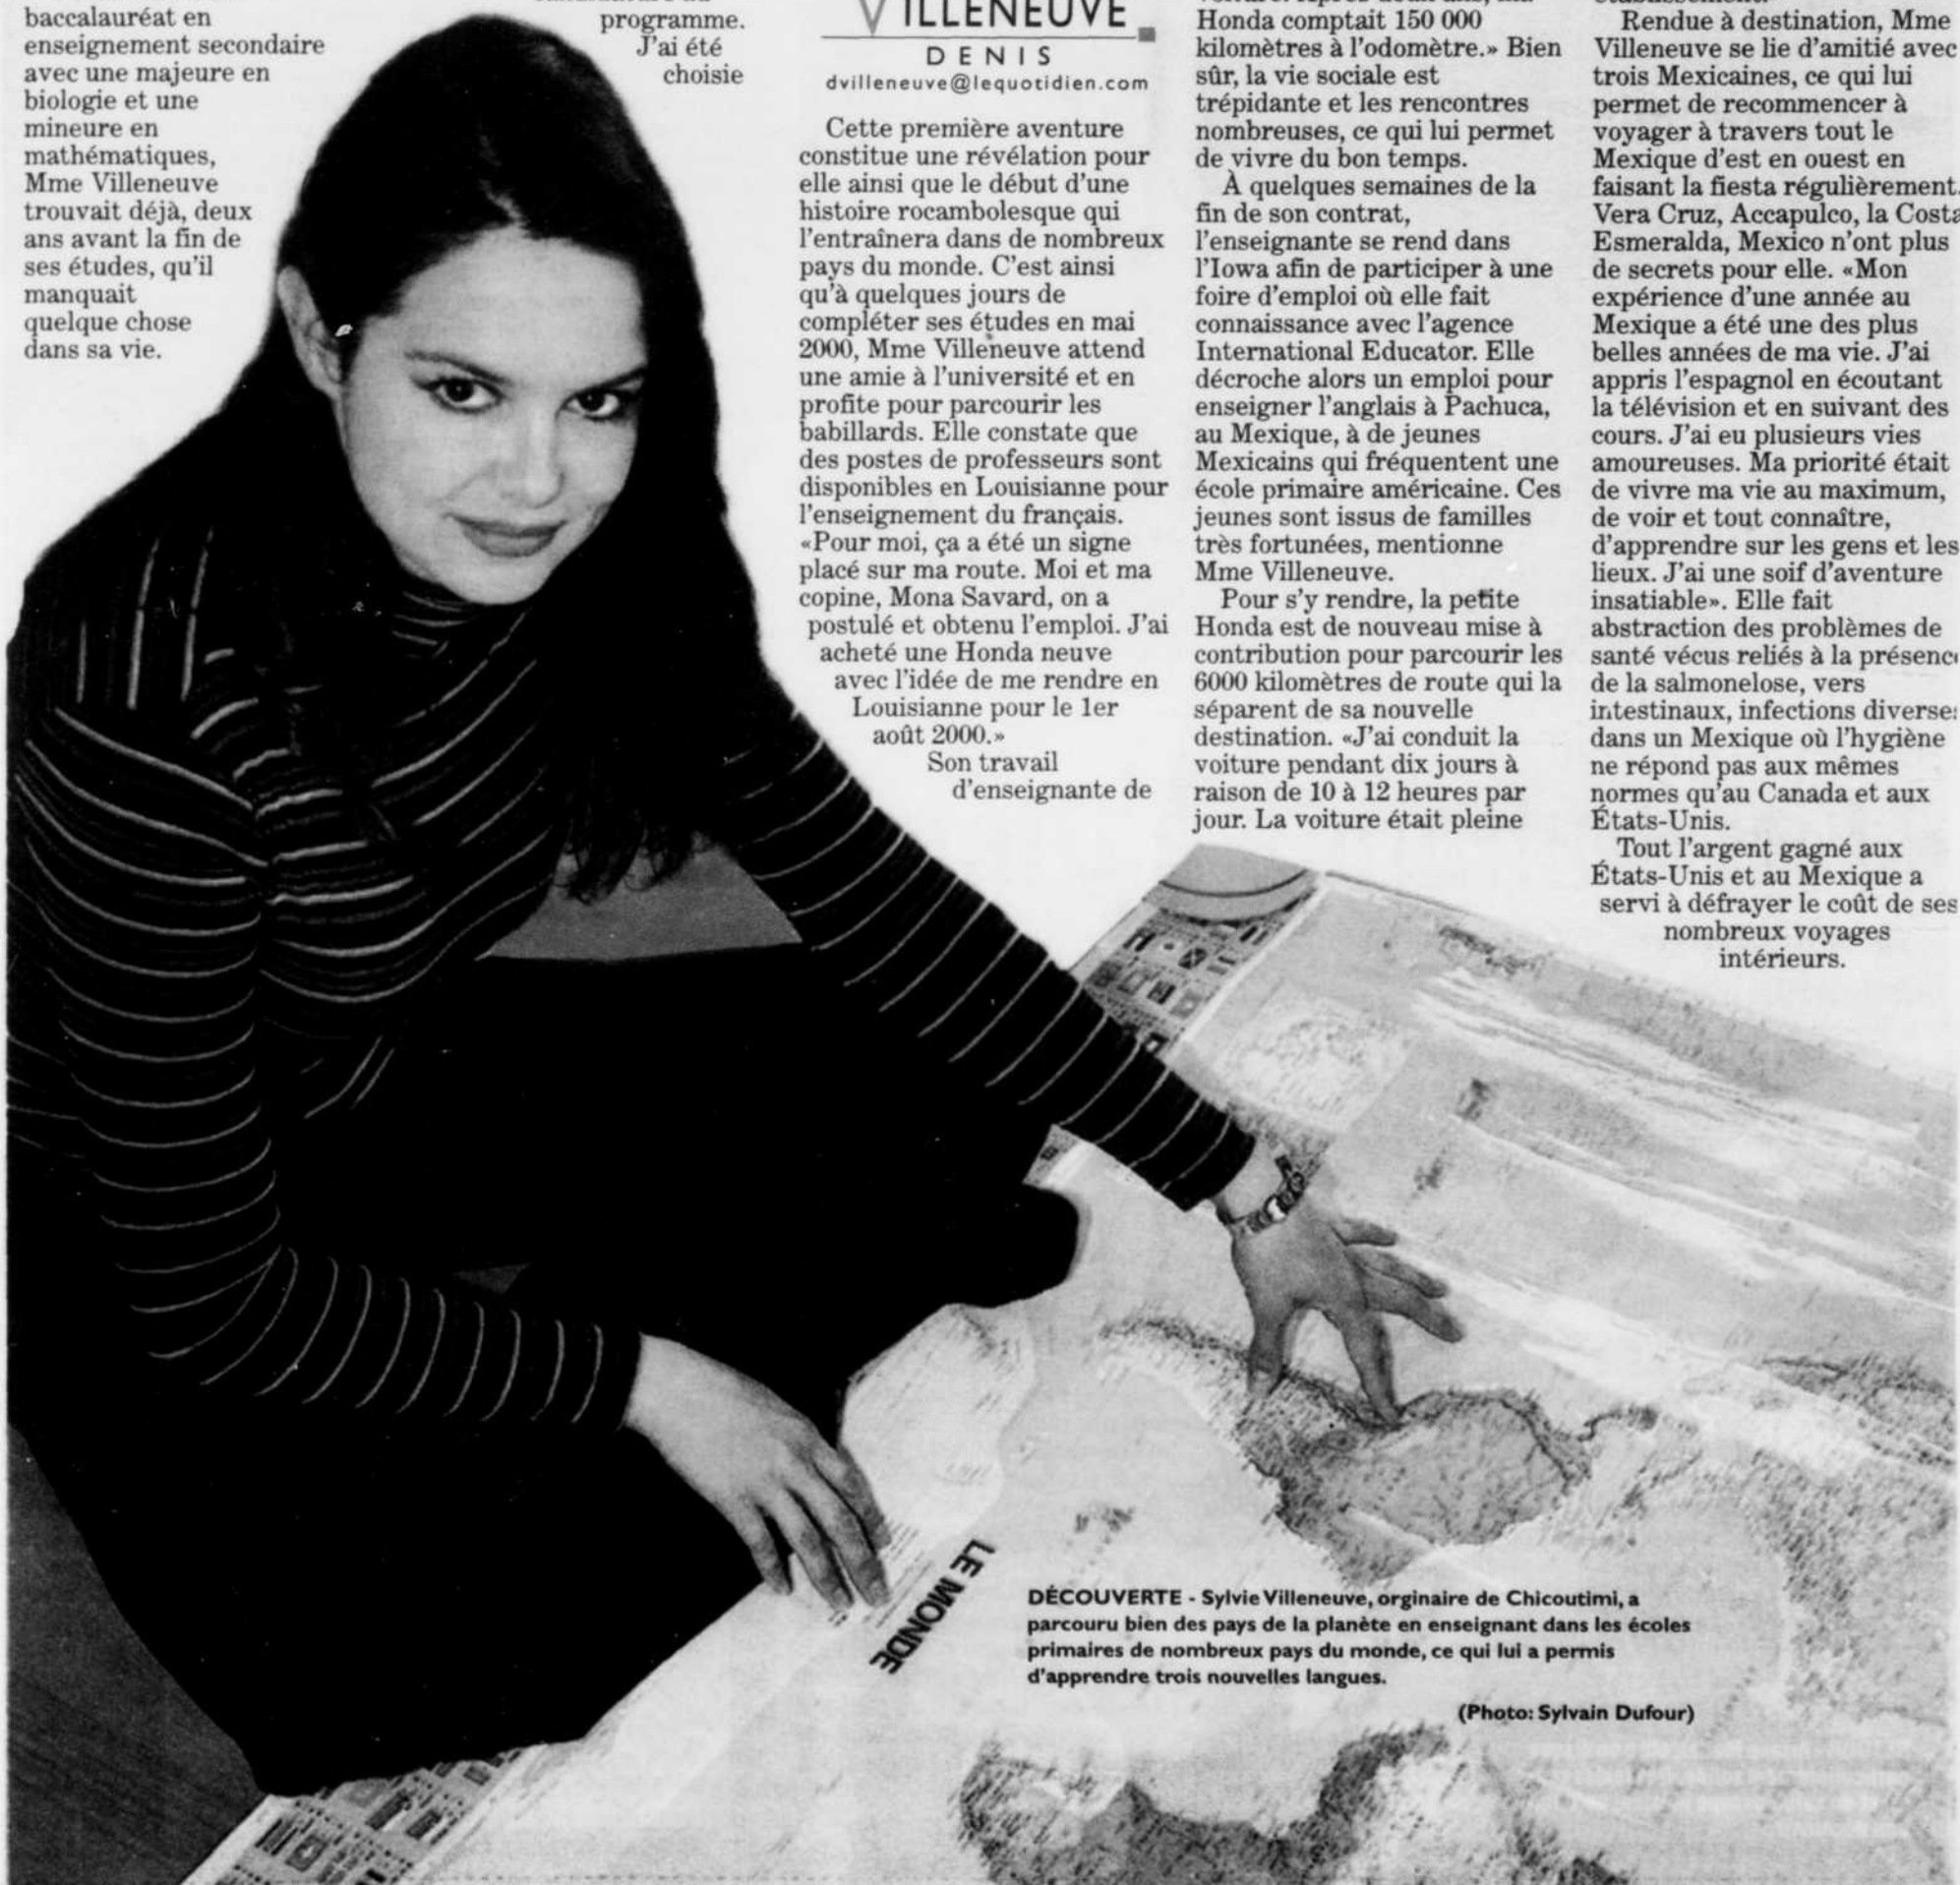 baccalauréat en
enseignement secondaire
avec une majeure en
biologie et une
mineure en
mathématiques,
Mme Villeneuve
trouvait déjà, deux
ans avant la fin de
ses études, qu'il
manquait
quelque chose
dans sa vie.
programme.
J'ai été
choisie
VILLENEUVE
DENIS
dvilleneuve@lequotidien.com
Cette première aventure
constitue une révélation pour
elle ainsi que le début d'une
histoire rocambolesque qui
l'entraînera dans de nombreux
pays du monde. C'est ainsi
qu'à quelques jours de
compléter ses études en mai
2000, Mme Villeneuve attend
une amie à l'université et en
profite pour parcourir les
babillards. Elle constate que
des postes de professeurs sont
disponibles en Louisianne pour
l'enseignement du français.
«Pour moi, ça a été un signe
placé sur ma route. Moi et ma
copine, Mona Savard, on a
postulé et obtenu l'emploi. J'ai
acheté une Honda neuve
avec l'idée de me rendre en
Louisianne pour le 1er
août 2000.»
Son travail
d'enseignante de
Honda comptait 150 000
kilomètres à l'odomètre.» Bien
sûr, la vie sociale est
trépidante et les rencontres
nombreuses, ce qui lui permet
de vivre du bon temps.
À quelques semaines de la
fin de son contrat,
l'enseignante se rend dans
l'Iowa afin de participer à une
foire d'emploi où elle fait
connaissance avec l'agence
International Educator. Elle
décroche alors un emploi pour
enseigner l'anglais à Pachuca,
au Mexique, à de jeunes
Mexicains qui fréquentent une
école primaire américaine. Ces
jeunes sont issus de familles
très fortunées, mentionne
Mme Villeneuve.
Pour s'y rendre, la petite
Honda est de nouveau mise à
contribution pour parcourir les
6000 kilomètres de route qui la
séparent de sa nouvelle
destination. «J'ai conduit la
voiture pendant dix jours à
raison de 10 à 12 heures par
jour. La voiture était pleine
Rendue à destination, Mme
Villeneuve se lie d'amitié avec
trois Mexicaines, ce qui lui
permet de recommencer à
voyager à travers tout le
Mexique d'est en ouest en
faisant la fiesta régulièrement.
Vera Cruz, Accapulco, la Costa
Esmeralda, Mexico n'ont plus
de secrets pour elle. «Mon
expérience d'une année au
Mexique a été une des plus
belles années de ma vie. J'ai
appris l'espagnol en écoutant
la télévision et en suivant des
cours. J'ai eu plusieurs vies
amoureuses. Ma priorité était
de vivre ma vie au maximum,
de voir et tout connaître,
d'apprendre sur les gens et les
lieux. J'ai une soif d'aventure
insatiable». Elle fait
abstraction des problèmes de
santé vécus reliés à la présenc
de la salmonelose, vers
intestinaux, infections diverses
dans un Mexique où l'hygiène
ne répond pas aux mêmes
normes qu'au Canada et aux
États-Unis.
Tout l'argent gagné aux
États-Unis et au Mexique a
servi à défrayer le coût de ses
nombreux voyages
intérieurs.
LE MONDE
DÉCOUVERTE - Sylvie Villeneuve, orginaire de Chicoutimi, a
parcouru bien des pays de la planète en enseignant dans les écoles
primaires de nombreux pays du monde, ce qui lui a permis
d'apprendre trois nouvelles langues.
(Photo: Sylvain Dufour)